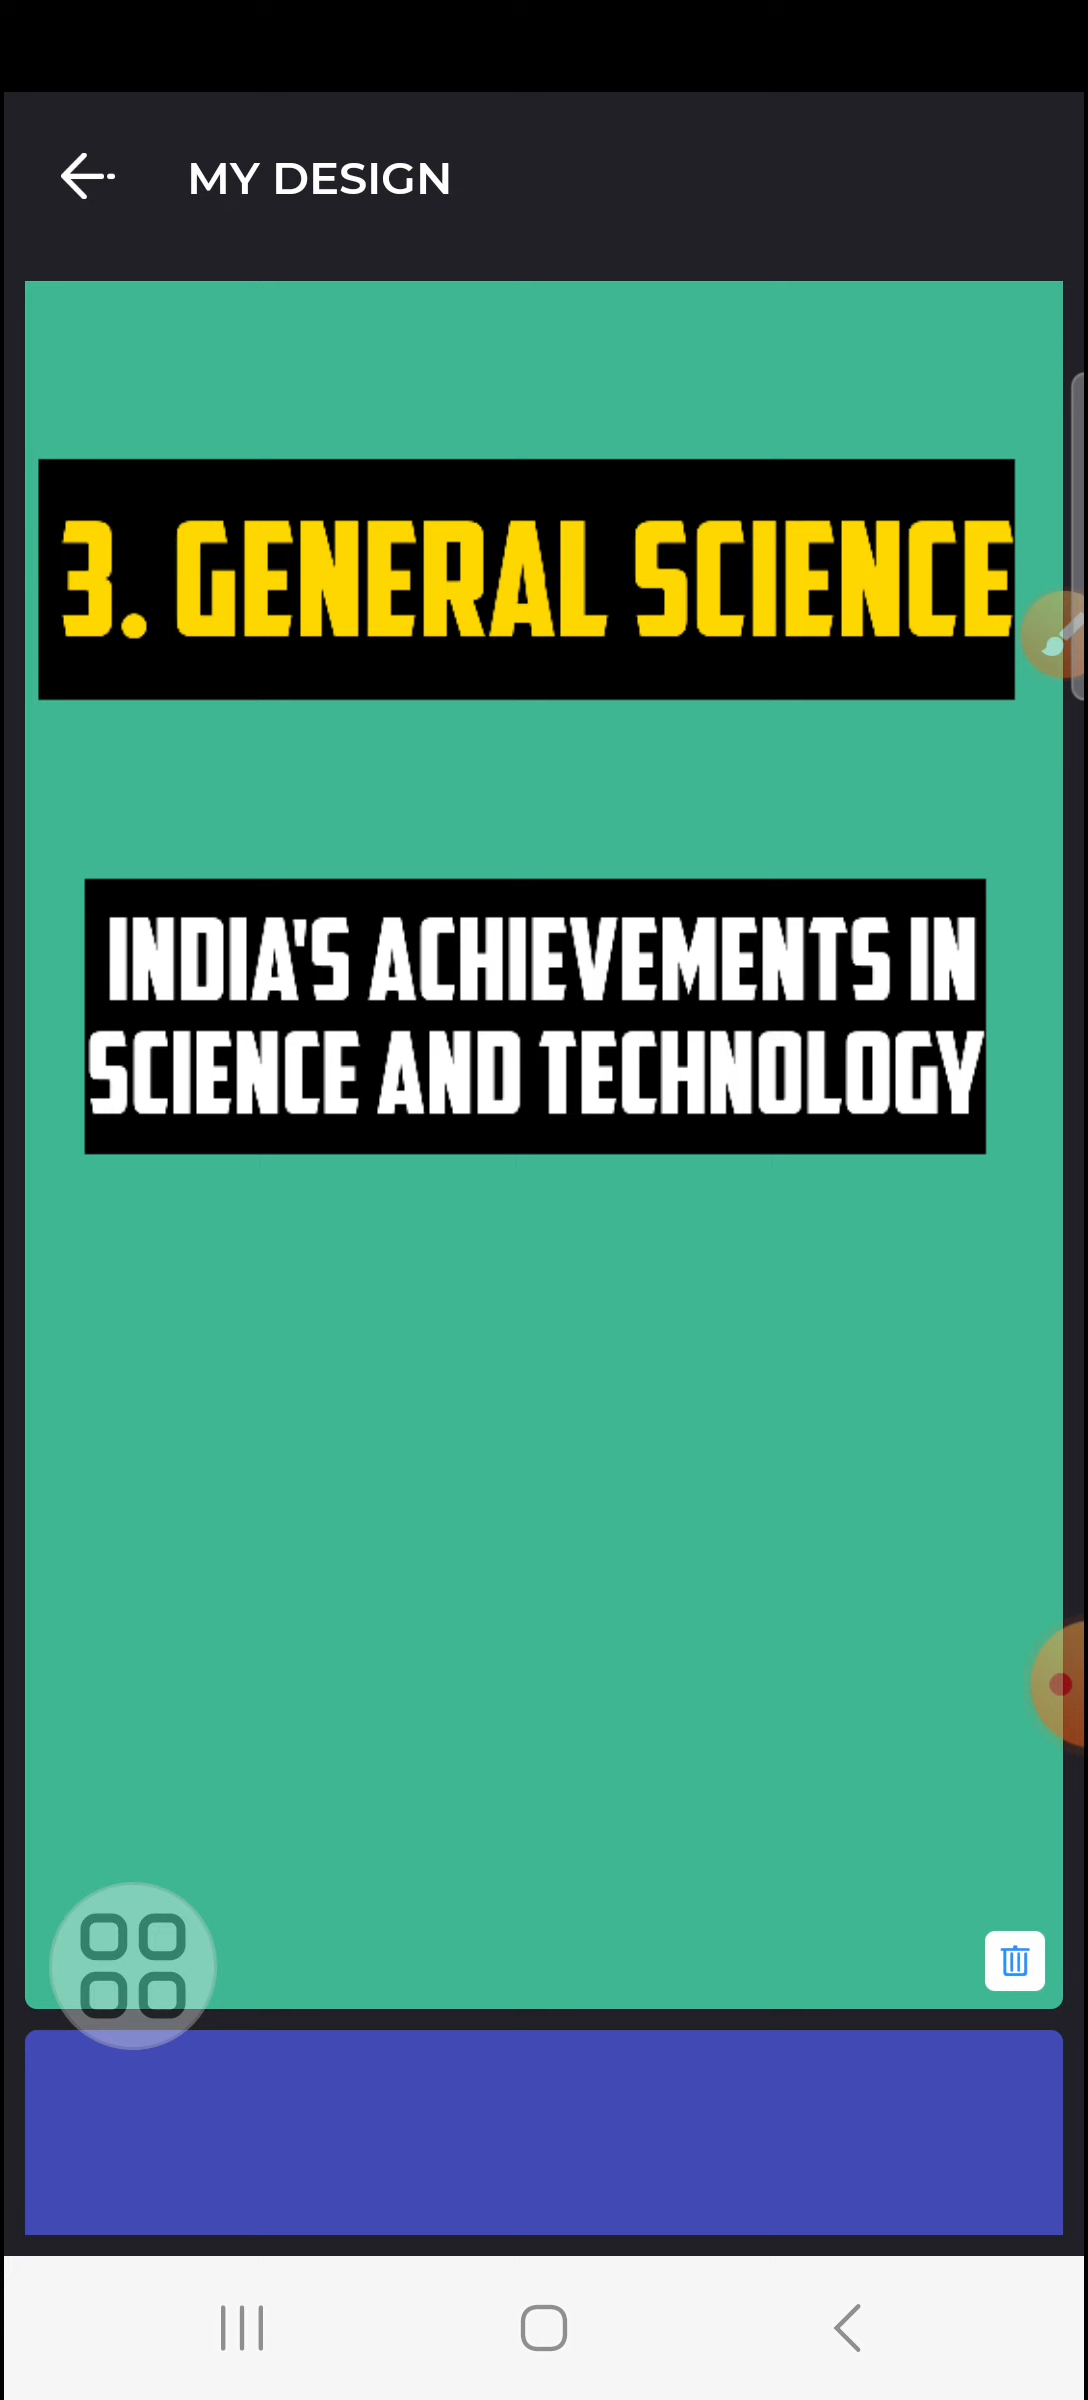 MY DESIGN
3. GENERAL SCIENCE
INDIA'S ACHIEVEMENTS IN
SCIENCE AND TECHNOLOGY